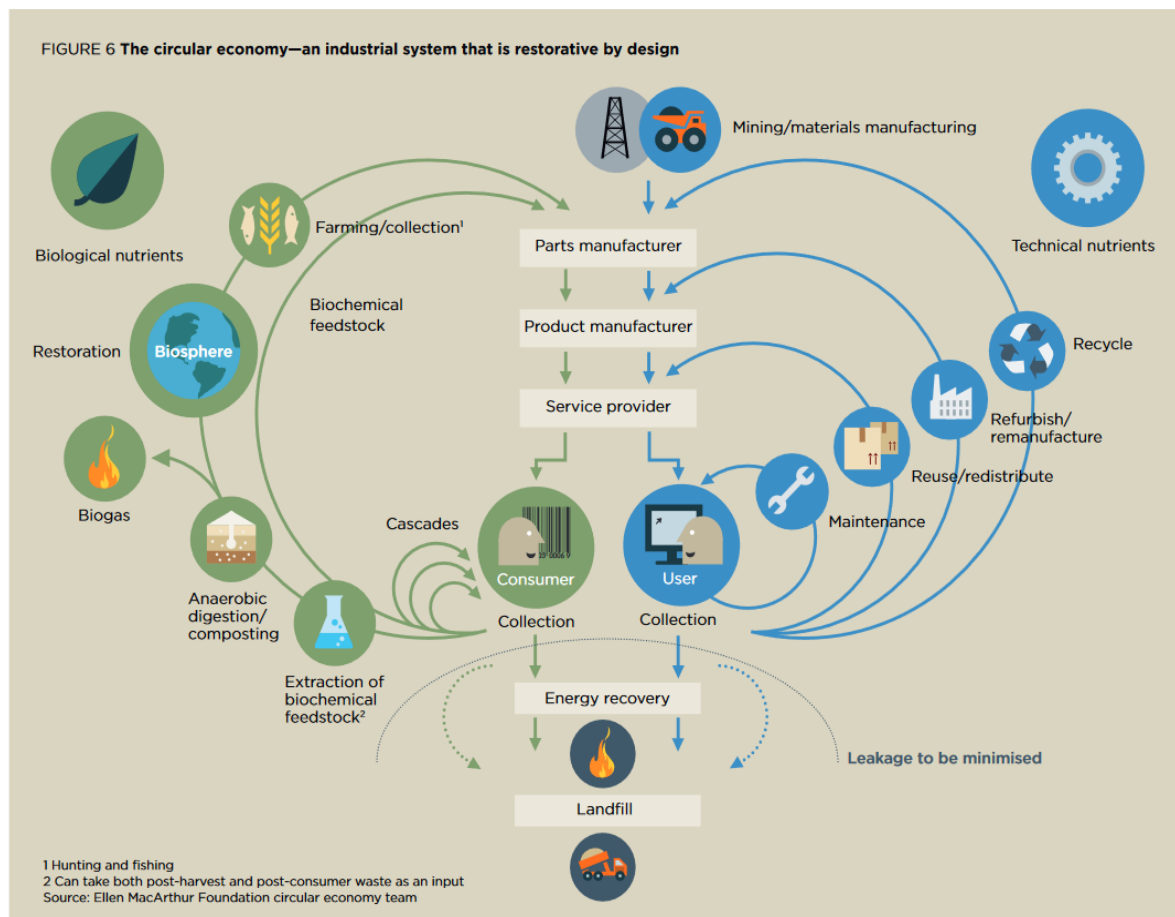 FIGURE 6 The circular economy—an industrial system that is restorative by design
Mining/materials manufacturing
Biological nutrients
Farming/collection¹
Parts manufacturer
Technical nutrients
Biochemical
feedstock
Product manufacturer
Restoration
Biosphere
Recycle
Service provider
Refurbish/
remanufacture
Reuse/redistribute
Biogas
Cascades
Maintenance
Consumer
User
Anaerobic
digestion/
composting
Collection
Collection
Extraction of
biochemical
feedstock²
Energy recovery
Leakage to be minimised
Landfill
1 Hunting and fishing
2 Can take both post-harvest and post-consumer waste as an input
Source: Ellen MacArthur Foundation circular economy team